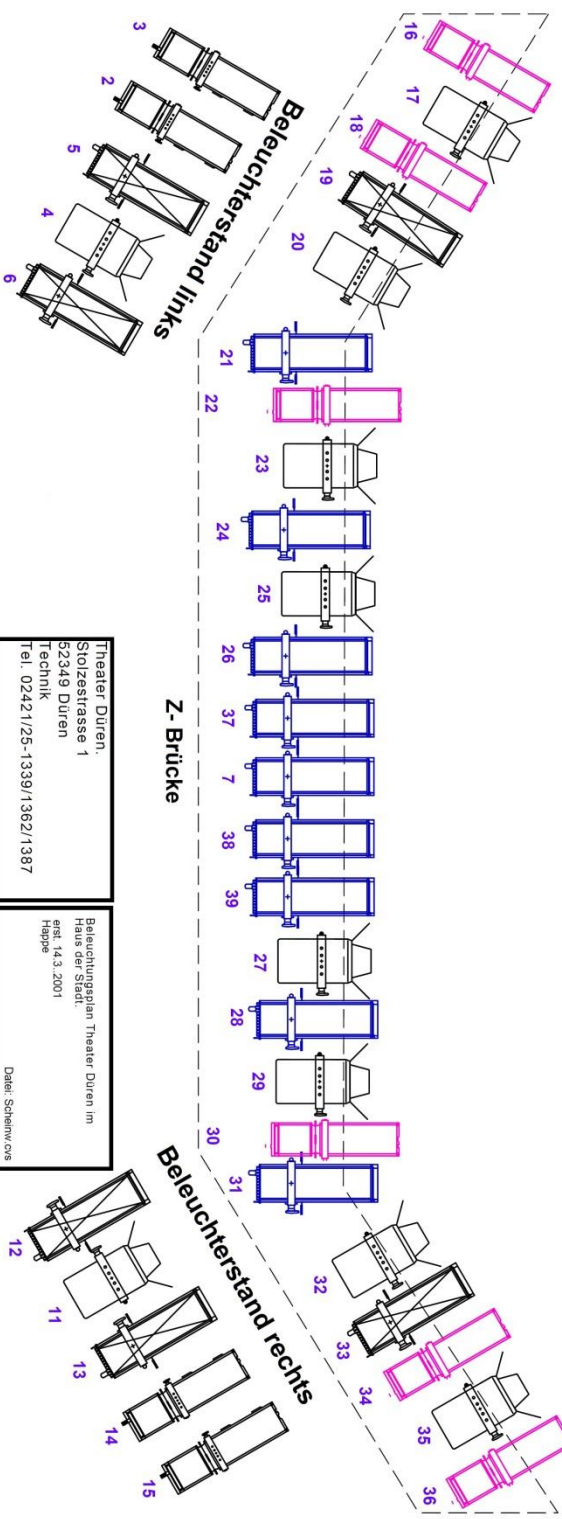 16
17
18
19
20
21
22
23
24
25
26
37
7
38
39
27
28
29
30
31
32
33
34
35
36
3
2
5
4
6
Beleuchterstand links
Z- Brücke
Beleuchterstand rechts
12
11
13
14
15
Theater Düren.
Stolzestrasse 1
52349 Düren
Technik
Tel. 02421/25-1339/1362/1387
Beleuchtungsplan Theater Düren im
Haus der Stadt.
erst. 14.3..2001
Happe
Datei: Scheinw.cvs